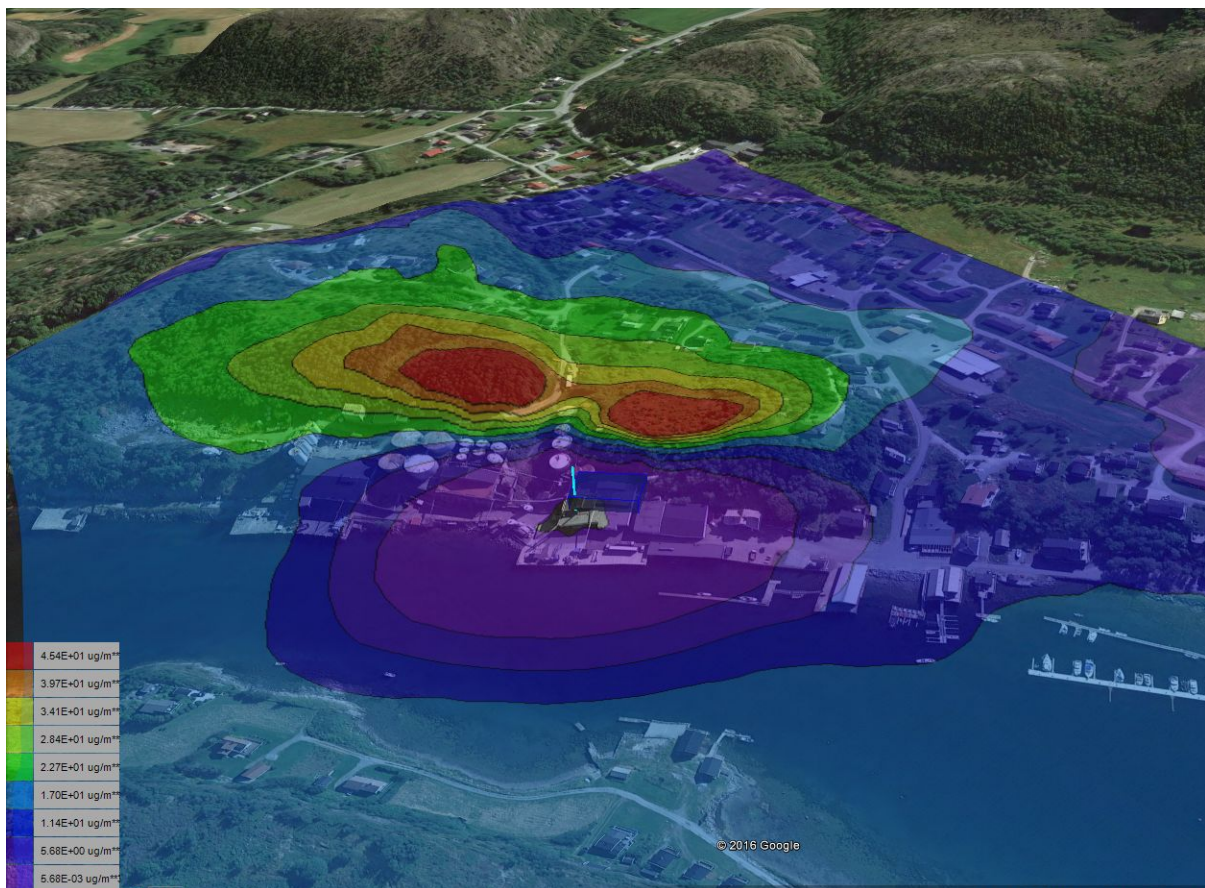 4.54E+01 ug/m**
3.97E+01 ug/m**
3.41E+01 ug/m**
2.84E+01 ug/m**
2.27E+01 ug/m**
1.70E+01 ug/m**
1.14E+01 ug/m**
5.68E+00 ug/m**
5.68E-03 ug/m**
© 2016 Google